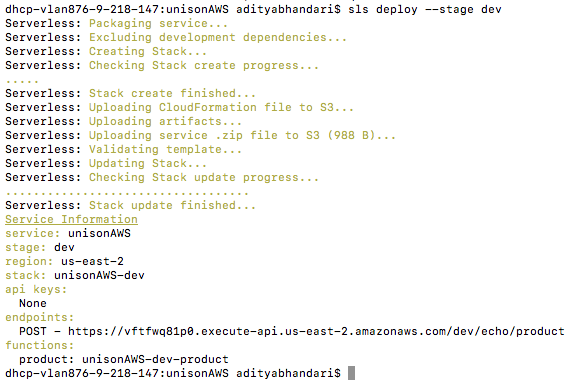 dhcp-vlan876-9-218-147:unisonAWS adityabhandari$ sls deploy --stage dev
Serverless: Packaging service...
Serverless: Excluding development dependencies...
Serverless: Creating Stack...
Serverless: Checking Stack create progress...
.....
Serverless: Stack create finished...
Serverless: Uploading CloudFormation file to S3...
Serverless: Uploading artifacts...
Serverless: Uploading service .zip file to S3 (988 B)...
Serverless: Validating template...
Serverless: Updating Stack...
Serverless: Checking Stack update progress...
...................................
Serverless: Stack update finished...
Service Information
service: unisonAWS
stage: dev
region: us-east-2
stack: unisonAWS-dev
api keys:
  None
endpoints:
  POST - https://vftfwq81p0.execute-api.us-east-2.amazonaws.com/dev/echo/product
functions:
  product: unisonAWS-dev-product
dhcp-vlan876-9-218-147:unisonAWS adityabhandari$